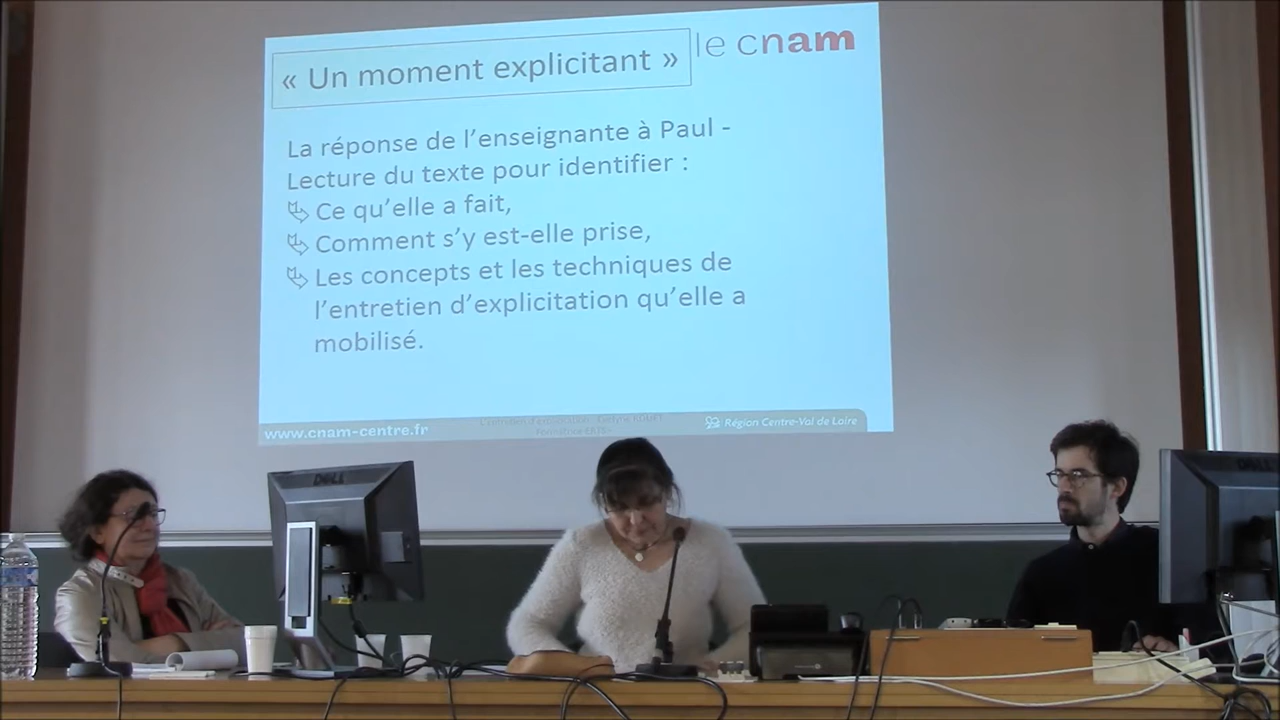 « Un moment explicitant »
le cnam
La réponse de l'enseignante à Paul -
Lecture du texte pour identifier :
Ce qu'elle a fait,
Comment s'y est-elle prise,
Les concepts et les techniques de
l'entretien d'explicitation qu'elle a
mobilisé.
www.cnam-centre.fr
Région Centre-Val de Loire
DELL
DELL